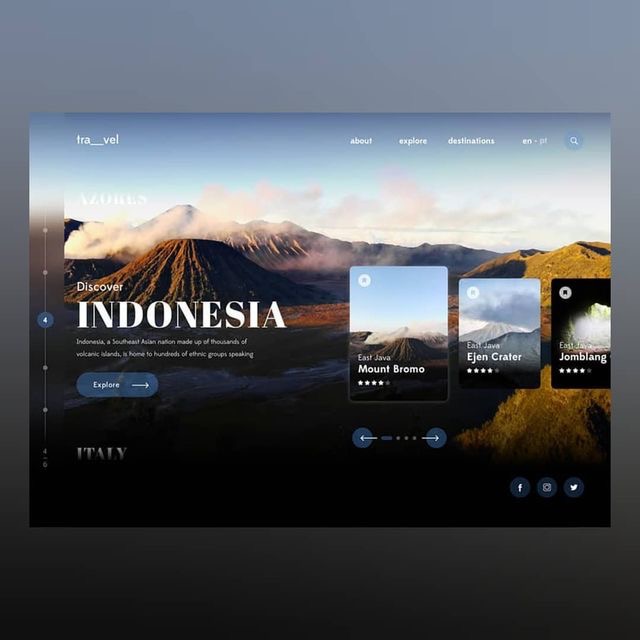 tra__vel
about
explore
destinations
en - pt
AZORES
4
Discover
INDONESIA
Indonesia, a Southeast Asian nation made up of thousands of
volcanic islands, is home to hundreds of ethnic groups speaking
Explore
East Java
Mount Bromo
East Java
Ejen Crater
East Java
Jomblang
ITALY